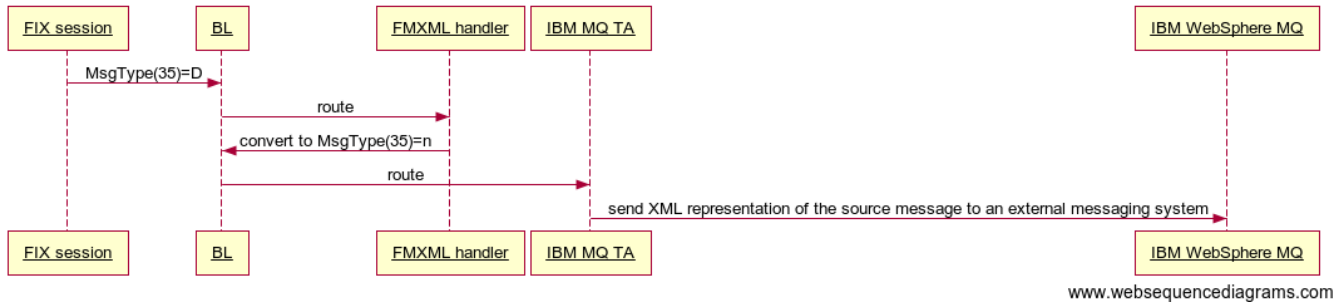 FIX session BL FMXML handler IBM MQ TA IBM WebSphere MQ
MsgType(35)=D
route
convert to MsgType(35)=n
route
send XML representation of the source message to an external messaging system
FIX session BL FMXML handler IBM MQ TA IBM WebSphere MQ
www.websequencediagrams.com